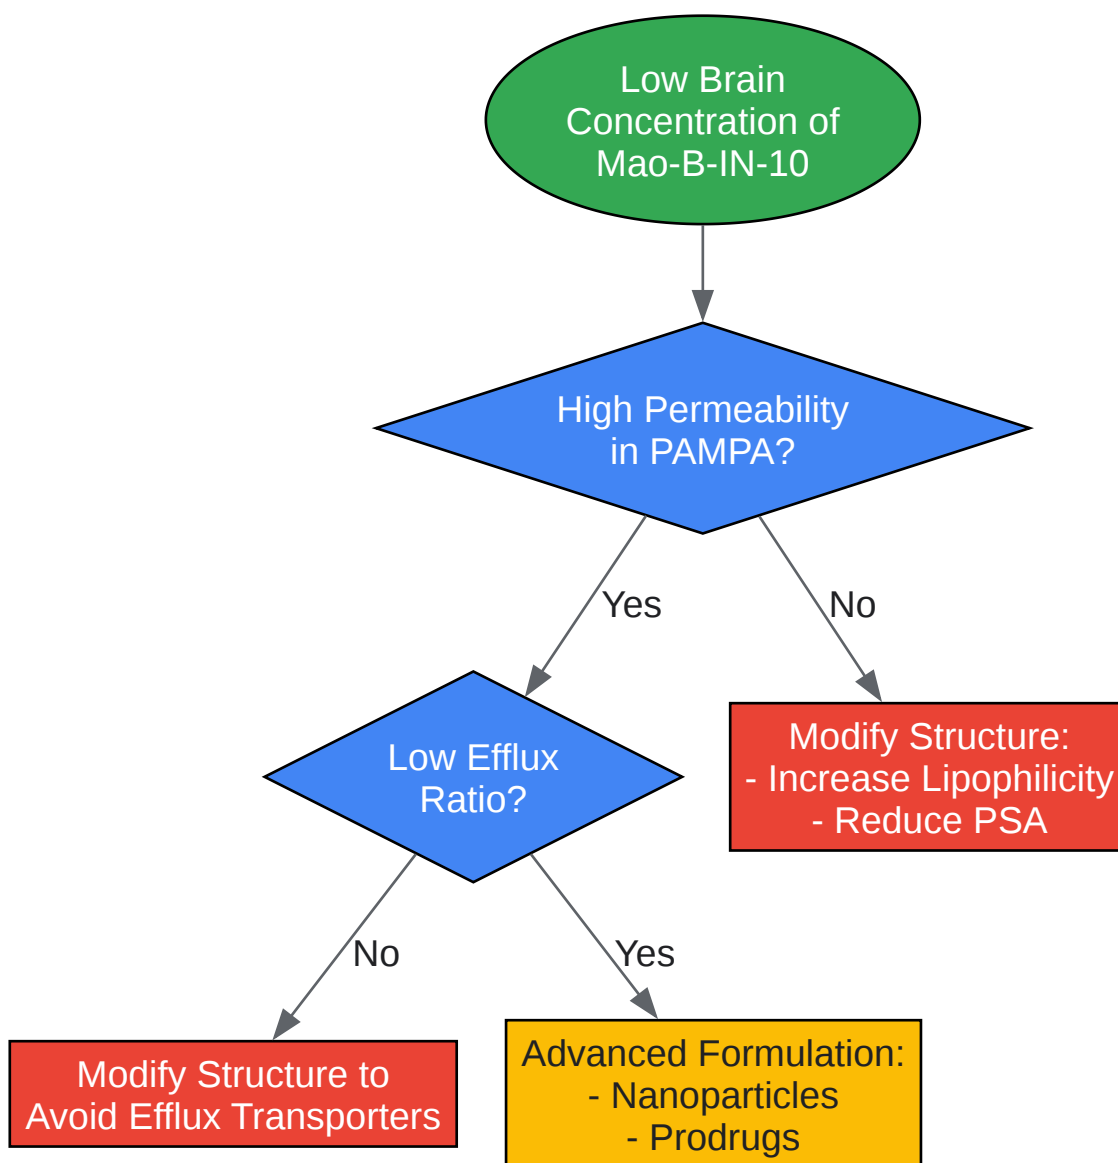 Low Brain
Concentration of
Mao-B-IN-10
High Permeability
in PAMPA?
Yes
No
Low Efflux
Ratio?
Modify Structure:
- Increase Lipophilicity
- Reduce PSA
No
Yes
Modify Structure to
Avoid Efflux Transporters
Advanced Formulation:
- Nanoparticles
- Prodrugs